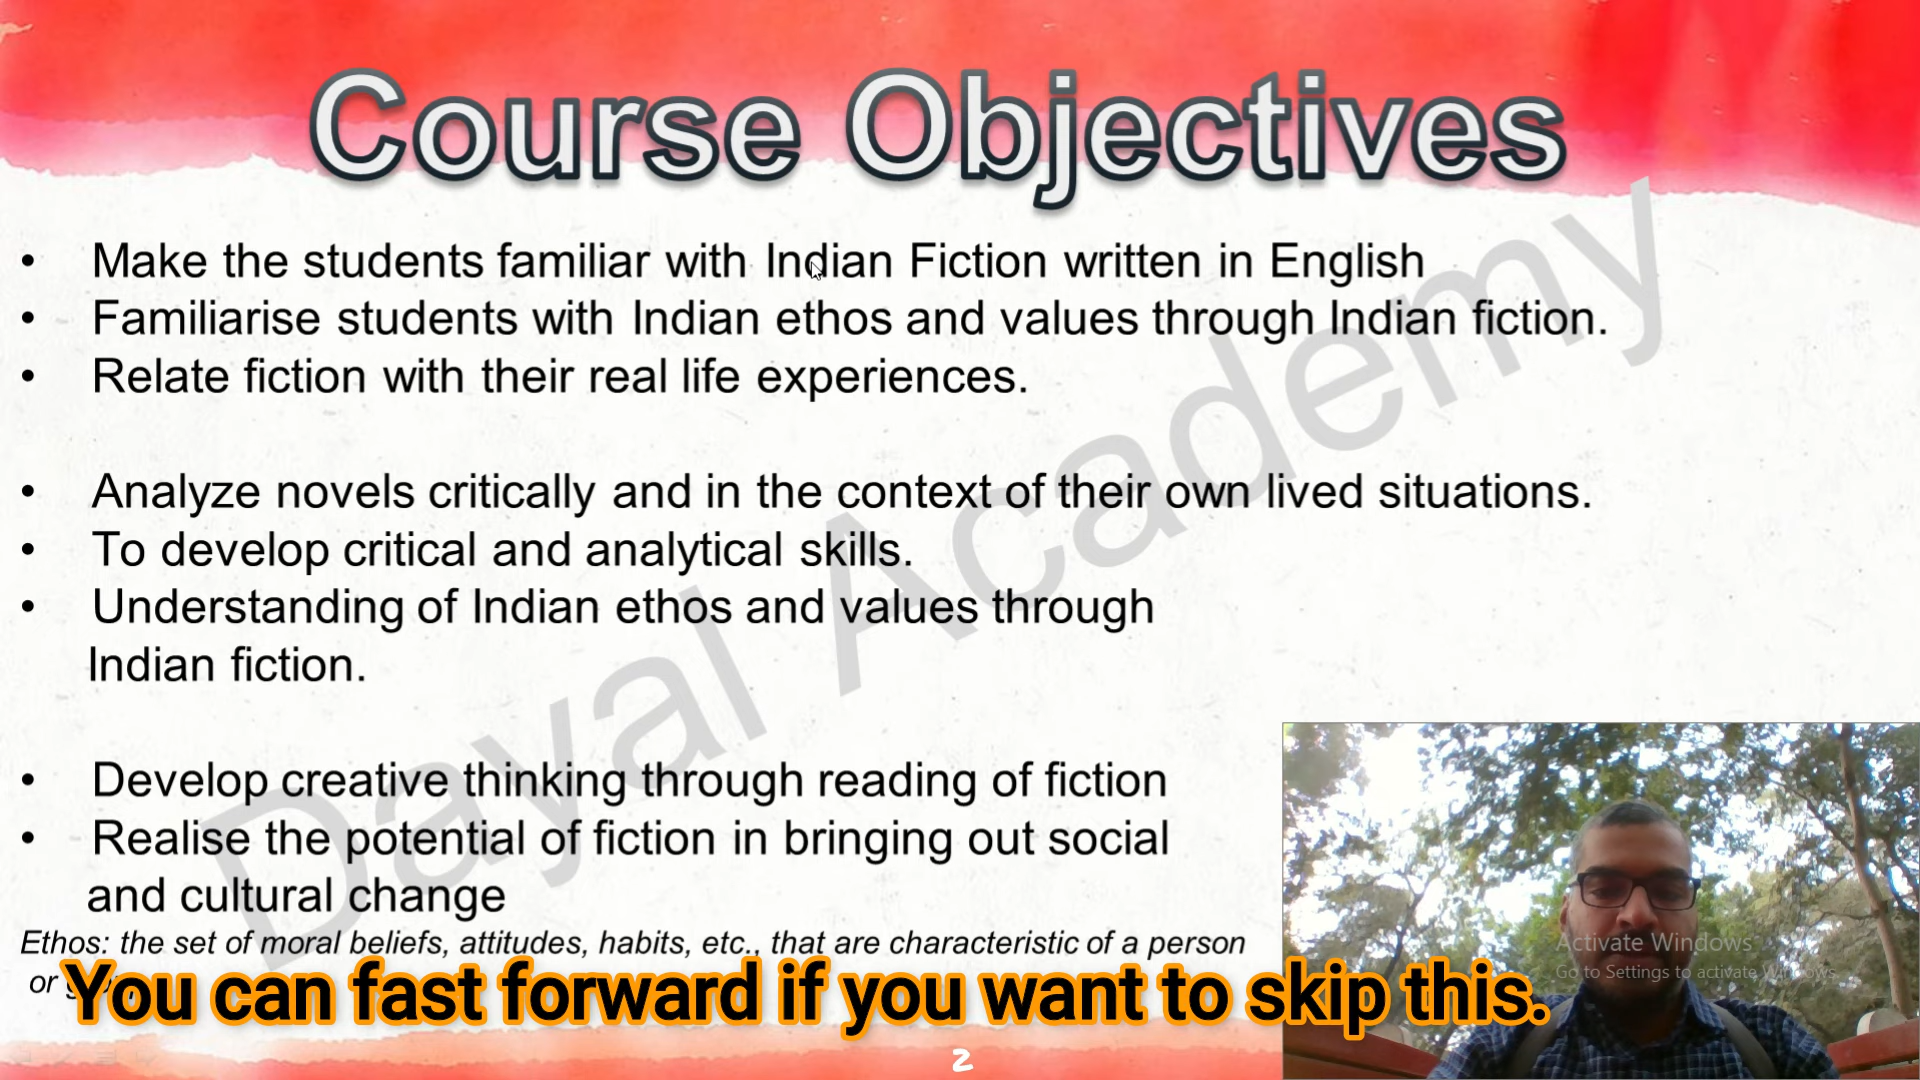 Course Objectives
• Make the students familiar with Indian Fiction written in English
• Familiarise students with Indian ethos and values through Indian fiction.
• Relate fiction with their real life experiences.
• Analyze novels critically and in the context of their own lived situations.
• To develop critical and analytical skills.
• Understanding of Indian ethos and values through
Indian fiction.
• Develop creative thinking through reading of fiction
• Realise the potential of fiction in bringing out social
and cultural change
Ethos: the set of moral beliefs, attitudes, habits, etc., that are characteristic of a person
or
You can fast forward if you want to skip this.
Dayal Academy
Activate Windows
Go to Settings to activate Windows
2